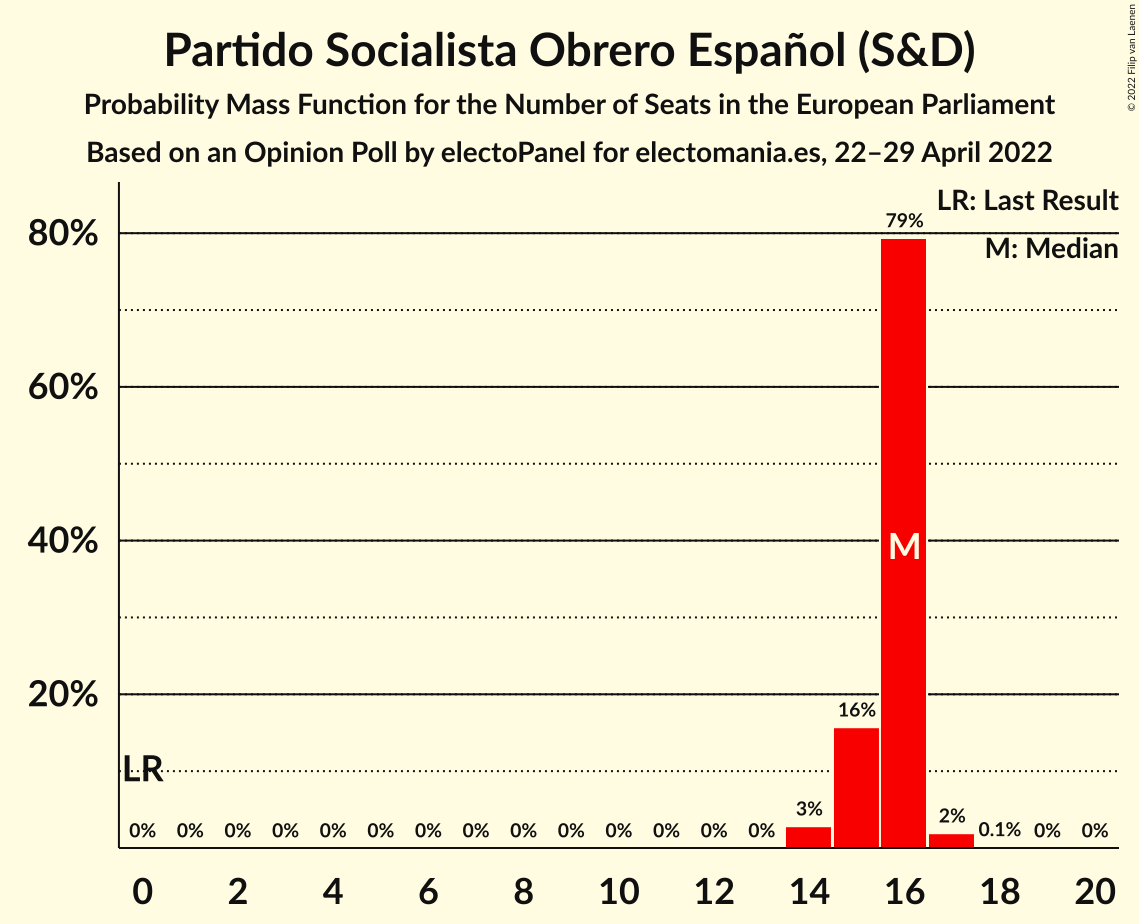 Partido Socialista Obrero Español (S&D)
Probability Mass Function for the Number of Seats in the European Parliament
Based on an Opinion Poll by electoPanel for electomania.es, 22–29 April 2022
© 2022 Filip van Laenen
LR: Last Result
M: Median
80%
60%
40%
20%
79%
M
16%
LR
0% 0% 0% 0% 0% 0% 0% 0% 0% 0% 0% 0% 0% 0% 3% 2% 0.1% 0% 0%
0 2 4 6 8 10 12 14 16 18 20